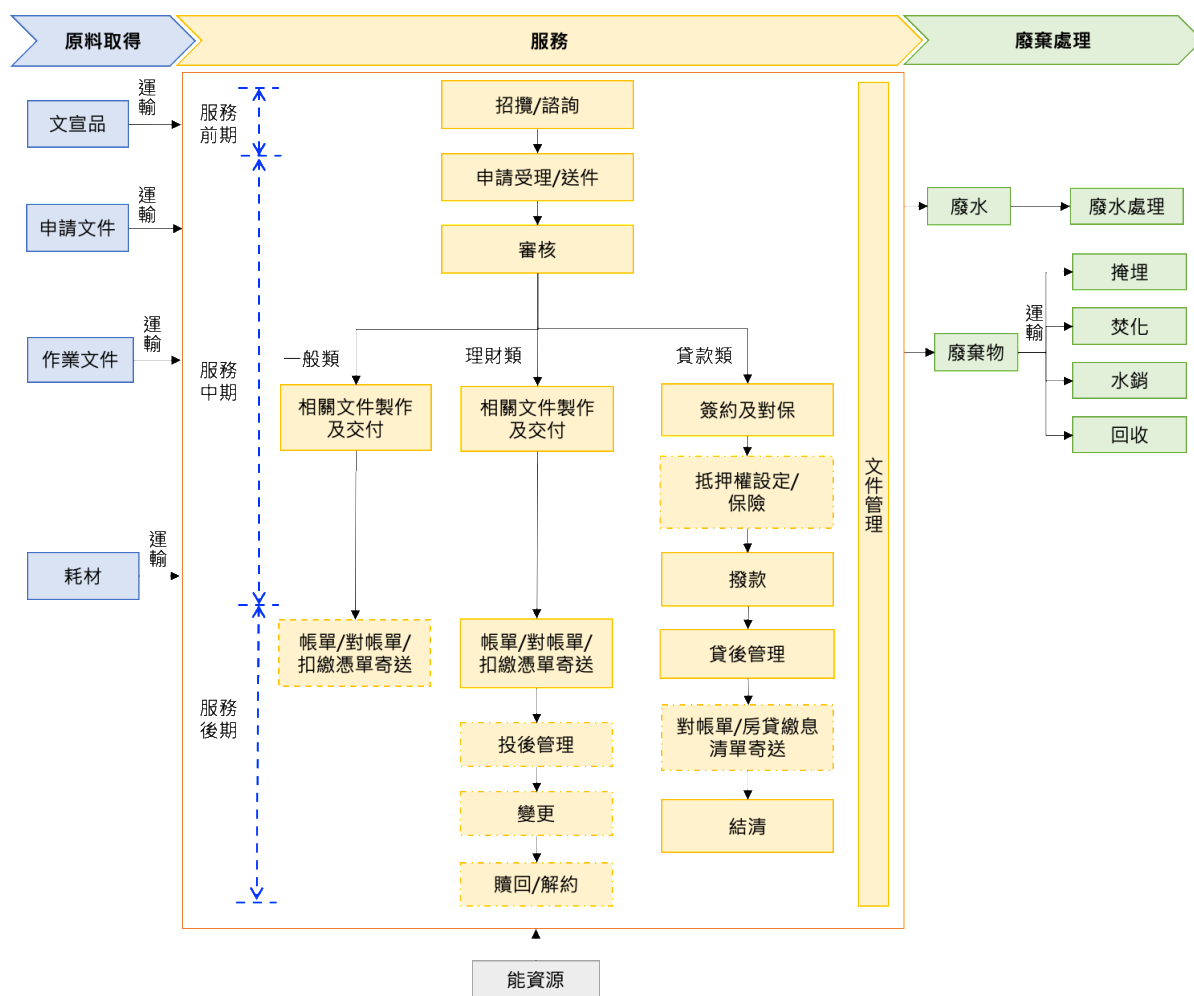 原料取得
服務
廢棄處理
文宣品
運
輸
申請文件
運
輸
作業文件
運
輸
耗材
運
輸
服務
前期
服務
中期
服務
後期
招攬/諮詢
申請受理/送件
審核
一般類
理財類
貸款類
相關文件製作
及交付
帳單/對帳單/
扣繳憑單寄送
相關文件製作
及交付
帳單/對帳單/
扣繳憑單寄送
投後管理
變更
贖回/解約
簽約及對保
抵押權設定/
保險
撥款
貸後管理
對帳單/房貸繳息
清單寄送
結清
文件管理
廢水
廢水處理
廢棄物
運
輸
掩埋
焚化
水銷
回收
能資源